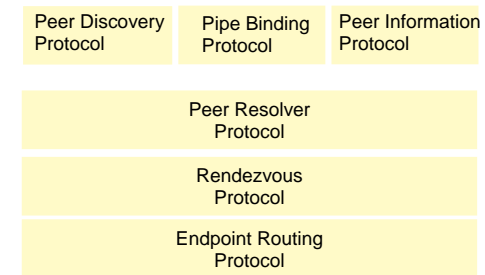 Peer Discovery
Protocol
Pipe Binding
Protocol
Peer Information
Protocol
Peer Resolver
Protocol
Rendezvous
Protocol
Endpoint Routing
Protocol